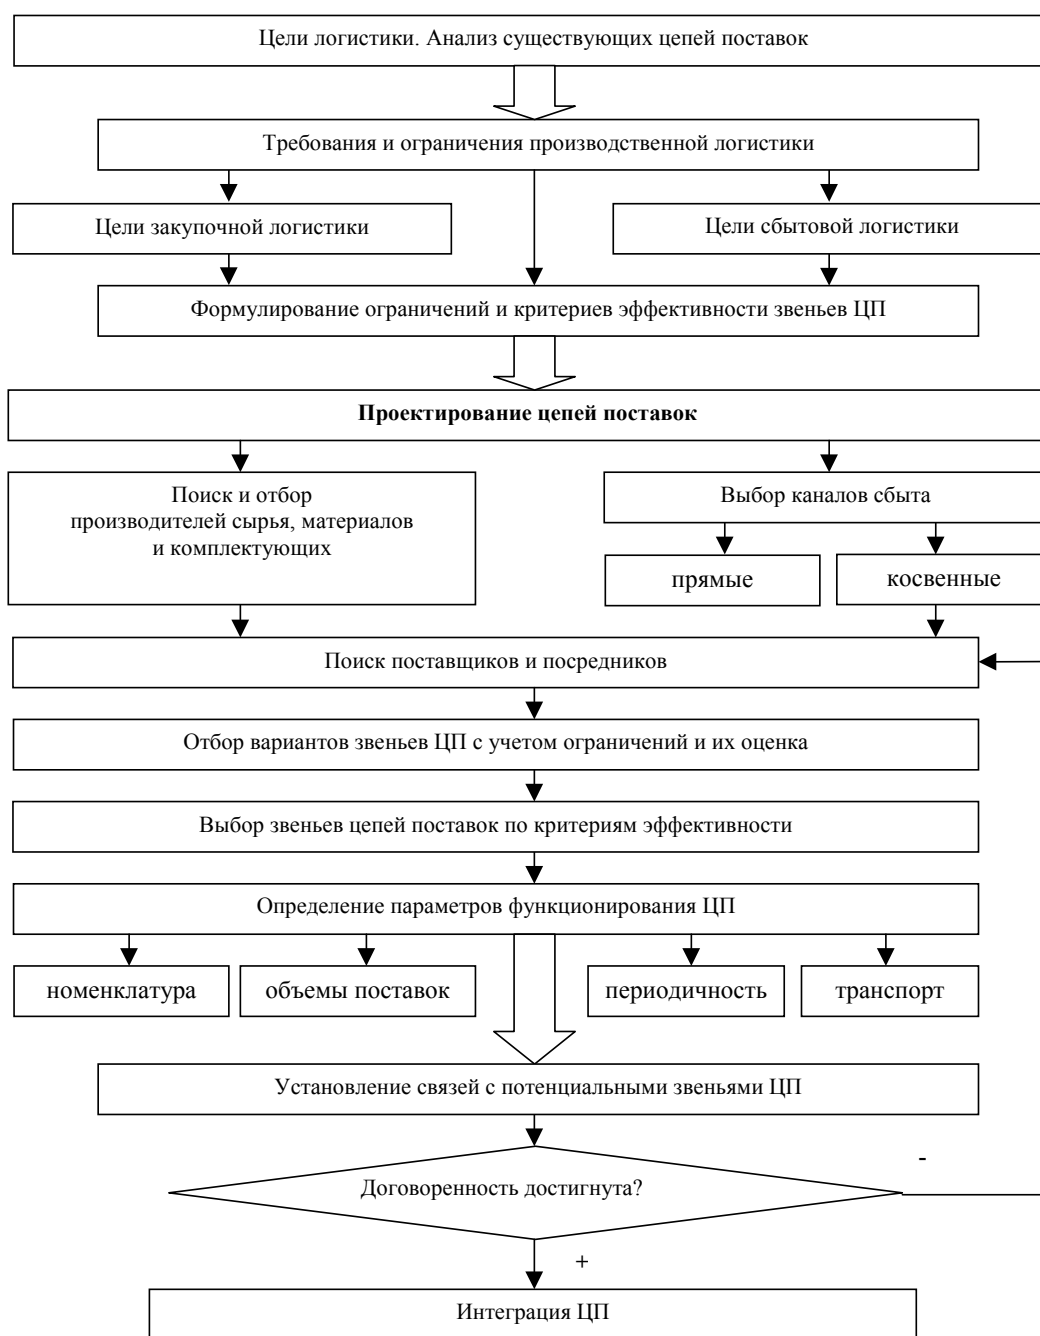 Цели логистики. Анализ существующих цепей поставок
Требования и ограничения производственной логистики
Цели закупочной логистики
Цели сбытовой логистики
Формулирование ограничений и критериев эффективности звеньев ЦП
Проектирование цепей поставок
Поиск и отбор
производителей сырья, материалов
и комплектующих
Выбор каналов сбыта
прямые
косвенные
Поиск поставщиков и посредников
Отбор вариантов звеньев ЦП с учетом ограничений и их оценка
Выбор звеньев цепей поставок по критериям эффективности
Определение параметров функционирования ЦП
номенклатура
объемы поставок
периодичность
транспорт
Установление связей с потенциальными звеньями ЦП
-
Договоренность достигнута?
+
Интеграция ЦП